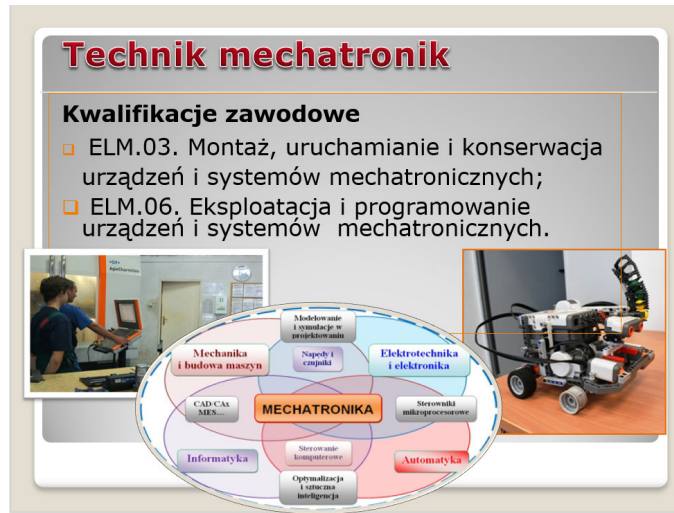 Technik mechatronik
Kwalifikacje zawodowe
ELM.03. Montaż, uruchamianie i konserwacja
urządzeń i systemów mechatronicznych;
ELM.06. Eksploatacja i programowanie
urządzeń i systemów mechatronicznych.
Modelowanie
i symulacje w
projektowaniu
Mechanika
i budowa maszyn
Napędy i
czujniki
Elektrotechnika
i elektronika
CAD/CAx
MES...
MECHATRONIKA
Sterowniki
mikroprocesorowe
Informatyka
Sterowanie
komputerowe
Automatyka
Optymalizacja
i sztuczna
inteligencja